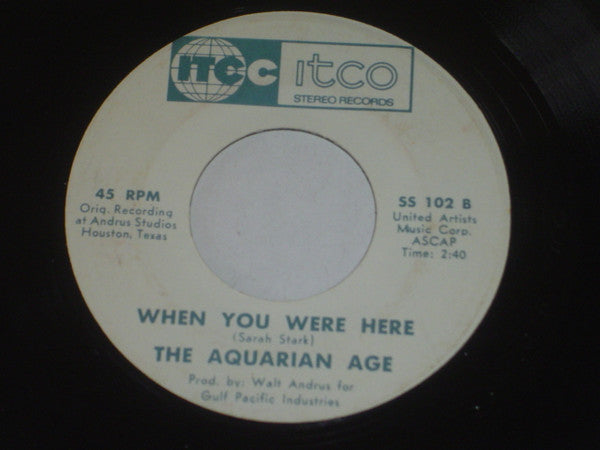 ITCC itco
STEREO RECORDS
45 RPM
Orig. Recording
at Andrus Studios
Houston, Texas
SS 102 B
United Artists
Music Corp.
ASCAP
Time: 2:40
WHEN YOU WERE HERE
(Sarah Stark)
THE AQUARIAN AGE
Prod. by: Walt Andrus for
Gulf Pacific Industries